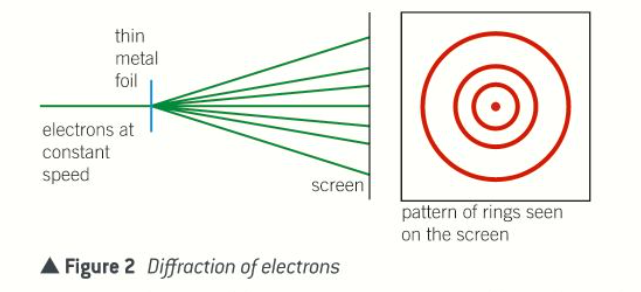 thin
metal
foil
electrons at
constant
speed
screen
pattern of rings seen
on the screen
▲ Figure 2 Diffraction of electrons